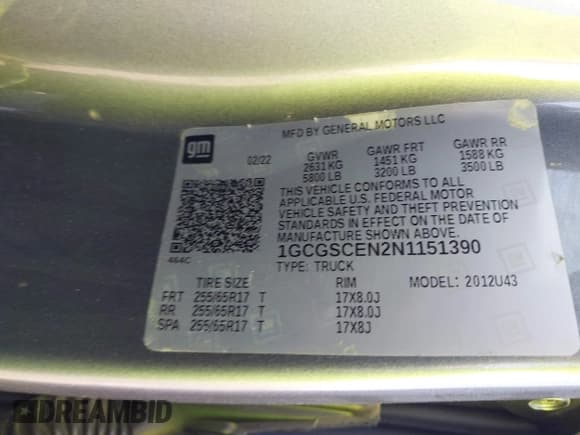 MFD BY GENERAL MOTORS LLC
gm
02/22 GVWR GAWR FRT GAWR RR
2631 KG 1451 KG 1588 KG
5800 LB 3200 LB 3500 LB
THIS VEHICLE CONFORMS TO ALL
APPLICABLE U.S. FEDERAL MOTOR
VEHICLE SAFETY AND THEFT PREVENTION
STANDARDS IN EFFECT ON THE DATE OF
MANUFACTURE SHOWN ABOVE.
464C
1GCGSCEN2N1151390
TYPE: TRUCK MODEL: 2012U43
TIRE SIZE RIM
FRT 255/65R17 T 17X8.0J
RR 255/65R17 T 17X8.0J
SPA 255/65R17 T 17X8J
DREAMBID